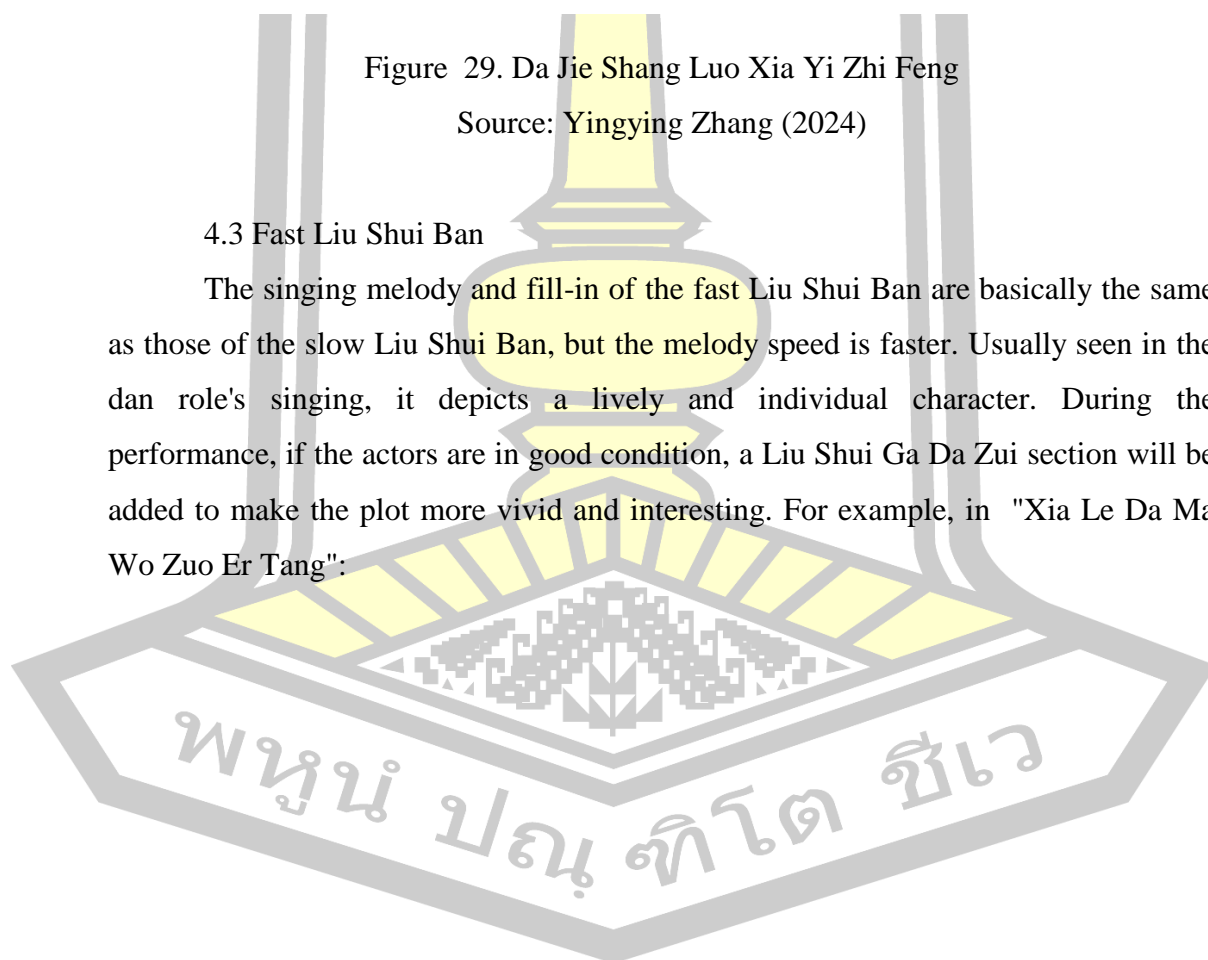 Figure 29. Da Jie Shang Luo Xia Yi Zhi Feng
Source: Yingying Zhang (2024)
4.3 Fast Liu Shui Ban
The singing melody and fill-in of the fast Liu Shui Ban are basically the same
as those of the slow Liu Shui Ban, but the melody speed is faster. Usually seen in the
dan role's singing, it depicts a lively and individual character. During the
performance, if the actors are in good condition, a Liu Shui Ga Da Zui section will be
added to make the plot more vivid and interesting. For example, in "Xia Le Da Ma
Wo Zuo Er Tang":
พหูนํ ปณฺฑิโต ชีเว